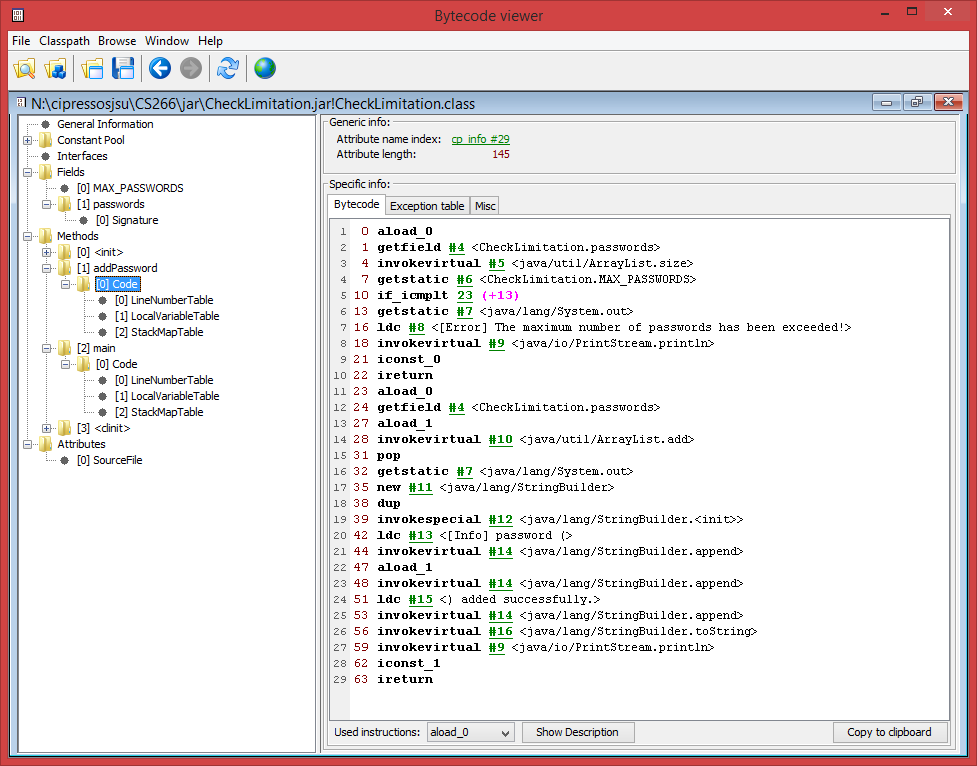 Bytecode viewer
File Classpath Browse Window Help
N:\cipressosjsu\CS266\jar\CheckLimitation.jar!CheckLimitation.class
General Information
Constant Pool
Interfaces
Fields
[0] MAX_PASSWORDS
[1] passwords
[0] Signature
Methods
[0] <init>
[1] addPassword
[0] Code
[0] LineNumberTable
[1] LocalVariableTable
[2] StackMapTable
[2] main
[0] Code
[0] LineNumberTable
[1] LocalVariableTable
[2] StackMapTable
[3] <clinit>
Attributes
[0] SourceFile
Generic info:
Attribute name index: cp_info #29
Attribute length: 145
Specific info:
Bytecode Exception table Misc
1 0 aload_0
2 1 getfield #4 <CheckLimitation.passwords>
3 4 invokevirtual #5 <java/util/ArrayList.size>
4 7 getstatic #6 <CheckLimitation.MAX_PASSWORDS>
5 10 if_icmplt 23 (+13)
6 13 getstatic #7 <java/lang/System.out>
7 16 ldc #8 <[Error] The maximum number of passwords has been exceeded!>
8 18 invokevirtual #9 <java/io/PrintStream.println>
9 21 iconst_0
10 22 ireturn
11 23 aload_0
12 24 getfield #4 <CheckLimitation.passwords>
13 27 aload_1
14 28 invokevirtual #10 <java/util/ArrayList.add>
15 31 pop
16 32 getstatic #7 <java/lang/System.out>
17 35 new #11 <java/lang/StringBuilder>
18 38 dup
19 39 invokespecial #12 <java/lang/StringBuilder.<init>>
20 42 ldc #13 <[Info] password (>
21 44 invokevirtual #14 <java/lang/StringBuilder.append>
22 47 aload_1
23 48 invokevirtual #14 <java/lang/StringBuilder.append>
24 51 ldc #15 <) added successfully.>
25 53 invokevirtual #14 <java/lang/StringBuilder.append>
26 56 invokevirtual #16 <java/lang/StringBuilder.toString>
27 59 invokevirtual #9 <java/io/PrintStream.println>
28 62 iconst_1
29 63 ireturn
Used instructions: aload_0 Show Description Copy to clipboard